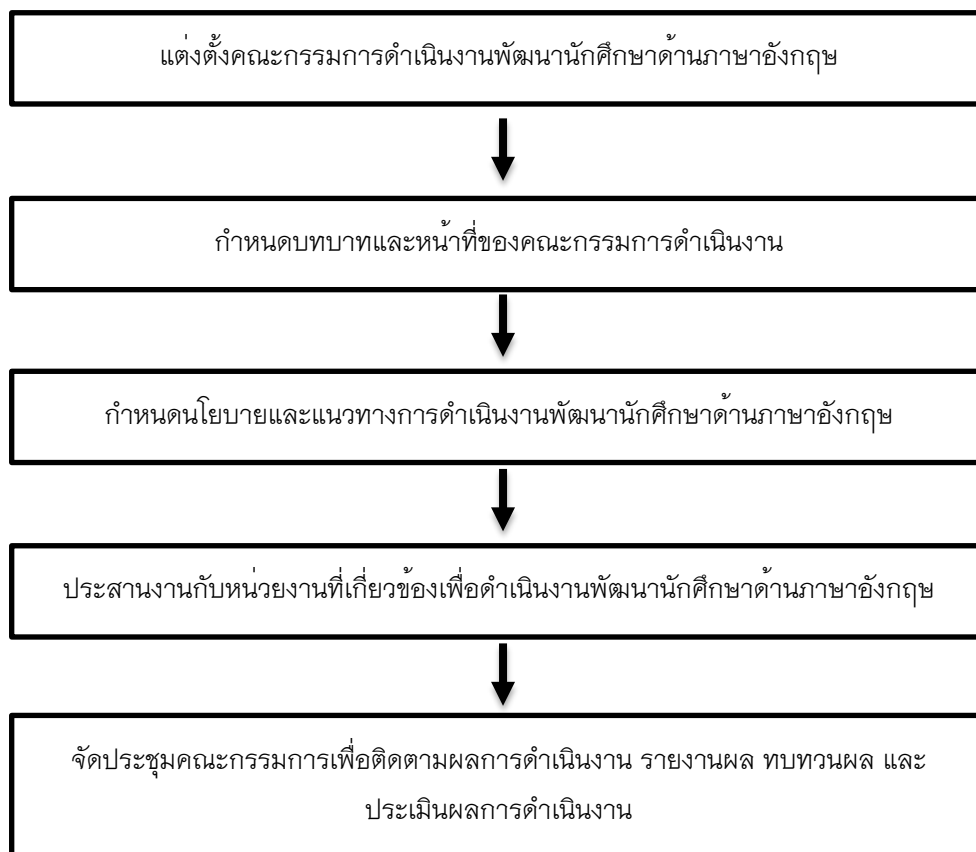 แต่งตั้งคณะกรรมการดำเนินงานพัฒนานักศึกษาด้านภาษาอังกฤษ
กำหนดบทบาทและหน้าที่ของคณะกรรมการดำเนินงาน
กำหนดนโยบายและแนวทางการดำเนินงานพัฒนานักศึกษาด้านภาษาอังกฤษ
ประสานงานกับหน่วยงานที่เกี่ยวข้องเพื่อดำเนินงานพัฒนานักศึกษาด้านภาษาอังกฤษ
จัดประชุมคณะกรรมการเพื่อติดตามผลการดำเนินงาน รายงานผล ทบทวนผล และ
ประเมินผลการดำเนินงาน